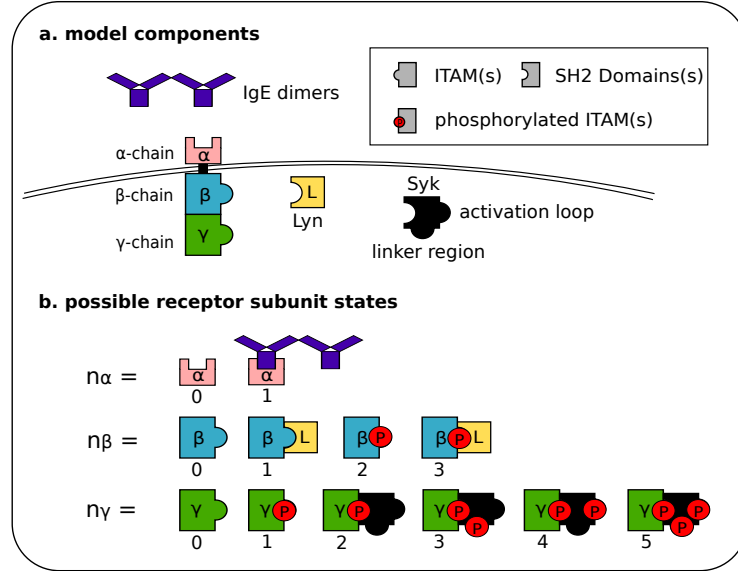 a. model components
IgE dimers
ITAM(s)
SH2 Domains(s)
P
phosphorylated ITAM(s)
α-chain
α
β-chain
β
γ-chain
γ
L
Lyn
Syk
activation loop
linker region
b. possible receptor subunit states
nα =
α α
0 1
nβ =
β β L β P β P L
0 1 2 3
nγ =
γ γ P γ P γ P P γ P P γ P P P
0 1 2 3 4 5